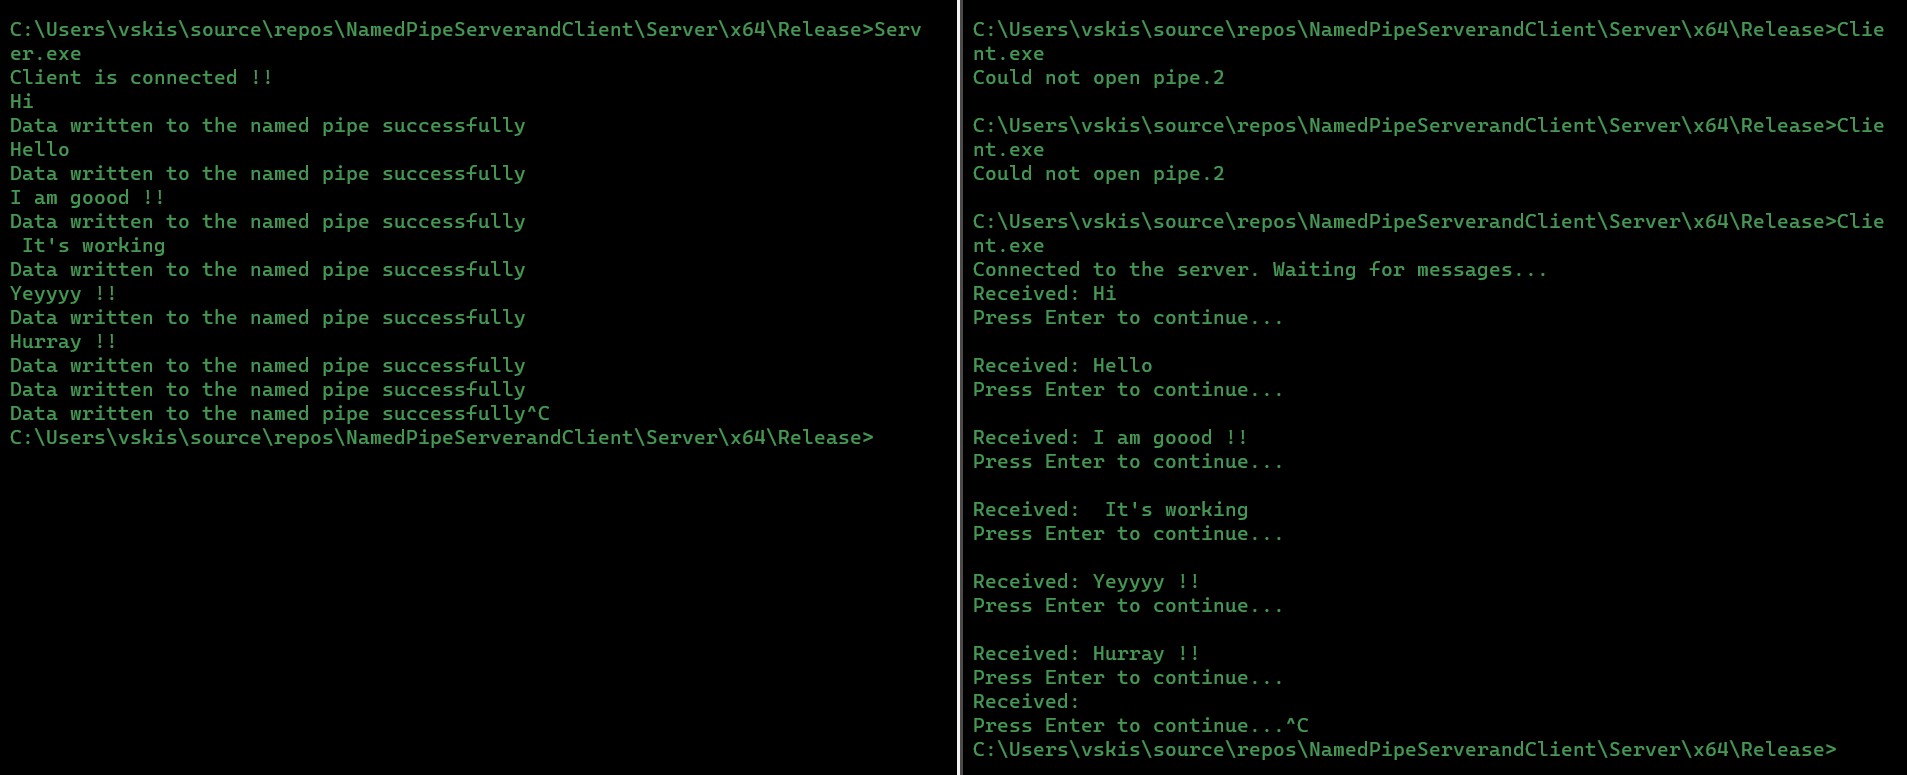 C:\Users\vskis\source\repos\NamedPipeServerandClient\Server\x64\Release>Serv
er.exe
Client is connected !!
Hi
Data written to the named pipe successfully
Hello
Data written to the named pipe successfully
I am goood !!
Data written to the named pipe successfully
 It's working
Data written to the named pipe successfully
Yeyyyy !!
Data written to the named pipe successfully
Hurray !!
Data written to the named pipe successfully
Data written to the named pipe successfully
Data written to the named pipe successfully^C
C:\Users\vskis\source\repos\NamedPipeServerandClient\Server\x64\Release>
C:\Users\vskis\source\repos\NamedPipeServerandClient\Server\x64\Release>Clie
nt.exe
Could not open pipe.2
C:\Users\vskis\source\repos\NamedPipeServerandClient\Server\x64\Release>Clie
nt.exe
Could not open pipe.2
C:\Users\vskis\source\repos\NamedPipeServerandClient\Server\x64\Release>Clie
nt.exe
Connected to the server. Waiting for messages...
Received: Hi
Press Enter to continue...
Received: Hello
Press Enter to continue...
Received: I am goood !!
Press Enter to continue...
Received:  It's working
Press Enter to continue...
Received: Yeyyyy !!
Press Enter to continue...
Received: Hurray !!
Press Enter to continue...
Received:
Press Enter to continue...^C
C:\Users\vskis\source\repos\NamedPipeServerandClient\Server\x64\Release>